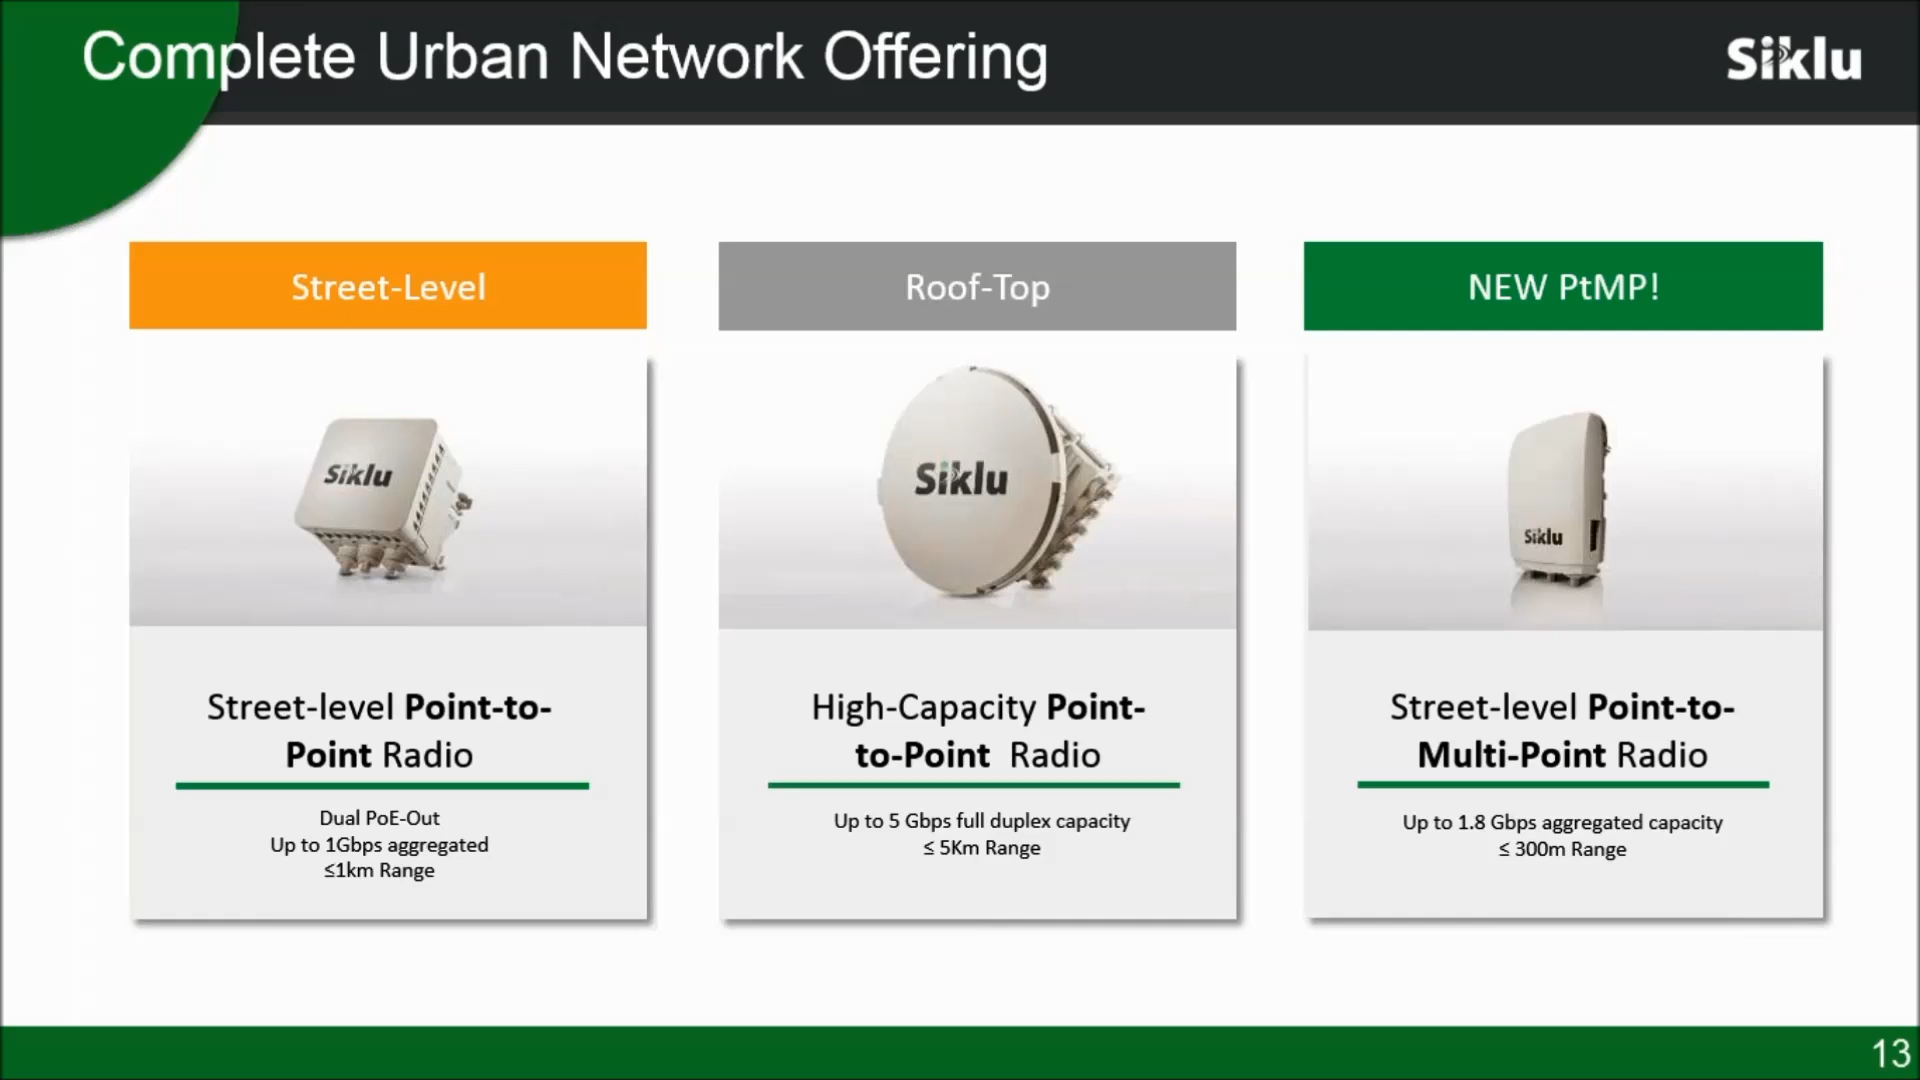 Complete Urban Network Offering
Siklu
Street-Level
Roof-Top
NEW PtMP!
Siklu
Siklu
Siklu
Street-level Point-to-
Point Radio
Dual PoE-Out
Up to 1Gbps aggregated
≤1km Range
High-Capacity Point-
to-Point Radio
Up to 5 Gbps full duplex capacity
≤ 5Km Range
Street-level Point-to-
Multi-Point Radio
Up to 1.8 Gbps aggregated capacity
≤ 300m Range
13